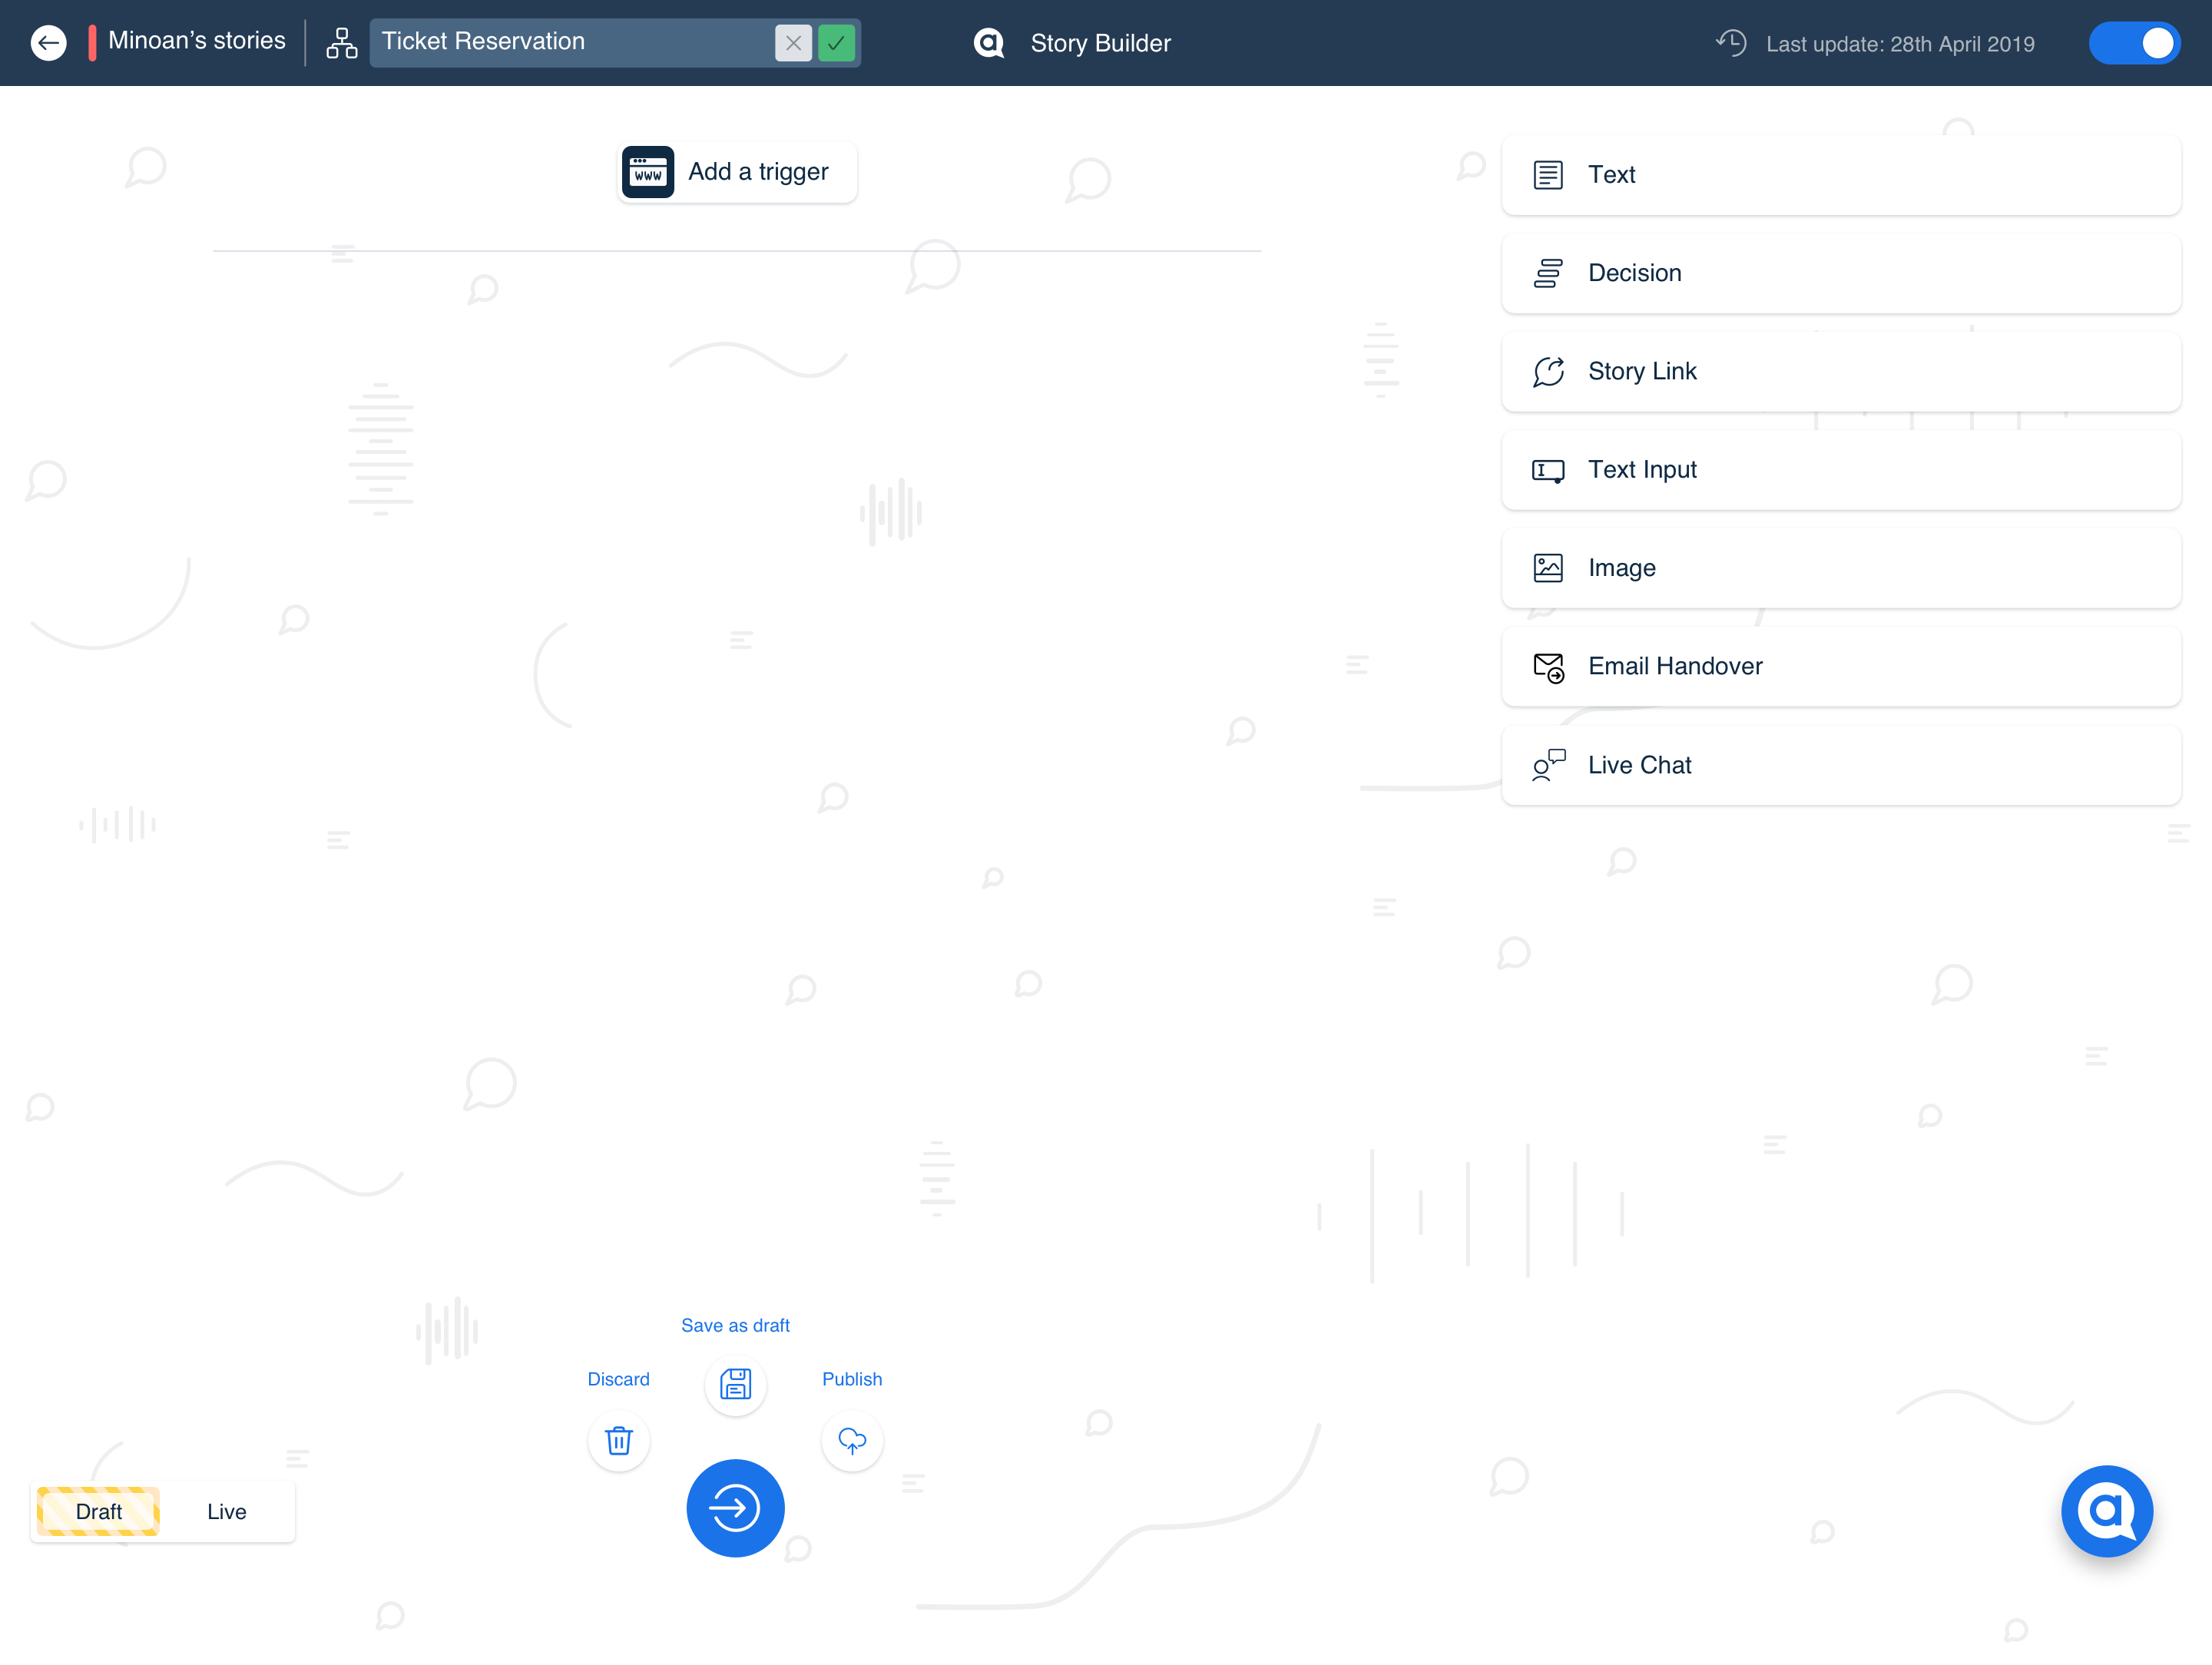 Minoan’s stories
Ticket Reservation
Story Builder
Last update: 28th April 2019
www
Add a trigger
Text
Decision
Story Link
Text Input
Image
Email Handover
Live Chat
Save as draft
Discard
Publish
Draft
Live